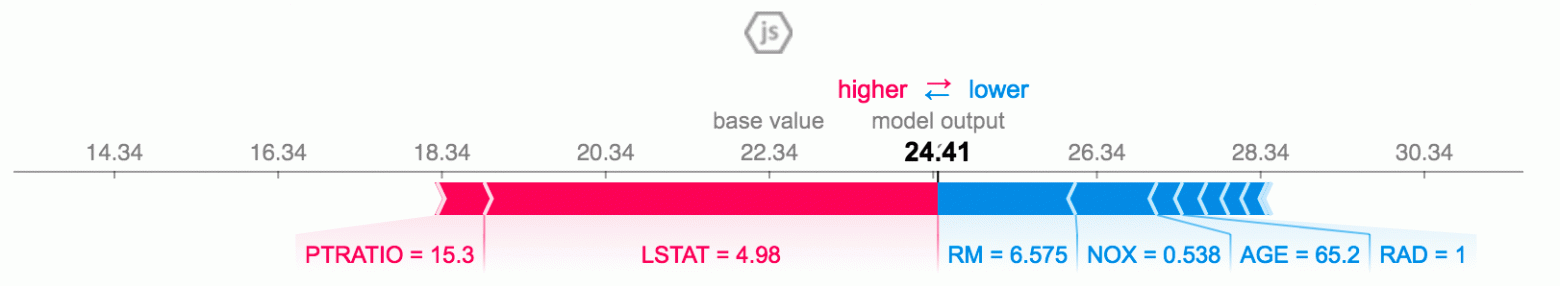 js
higher ⇄ lower
base value model output
14.34 16.34 18.34 20.34 22.34 24.41 26.34 28.34 30.34
PTRATIO = 15.3 LSTAT = 4.98 RM = 6.575 NOX = 0.538 AGE = 65.2 RAD = 1